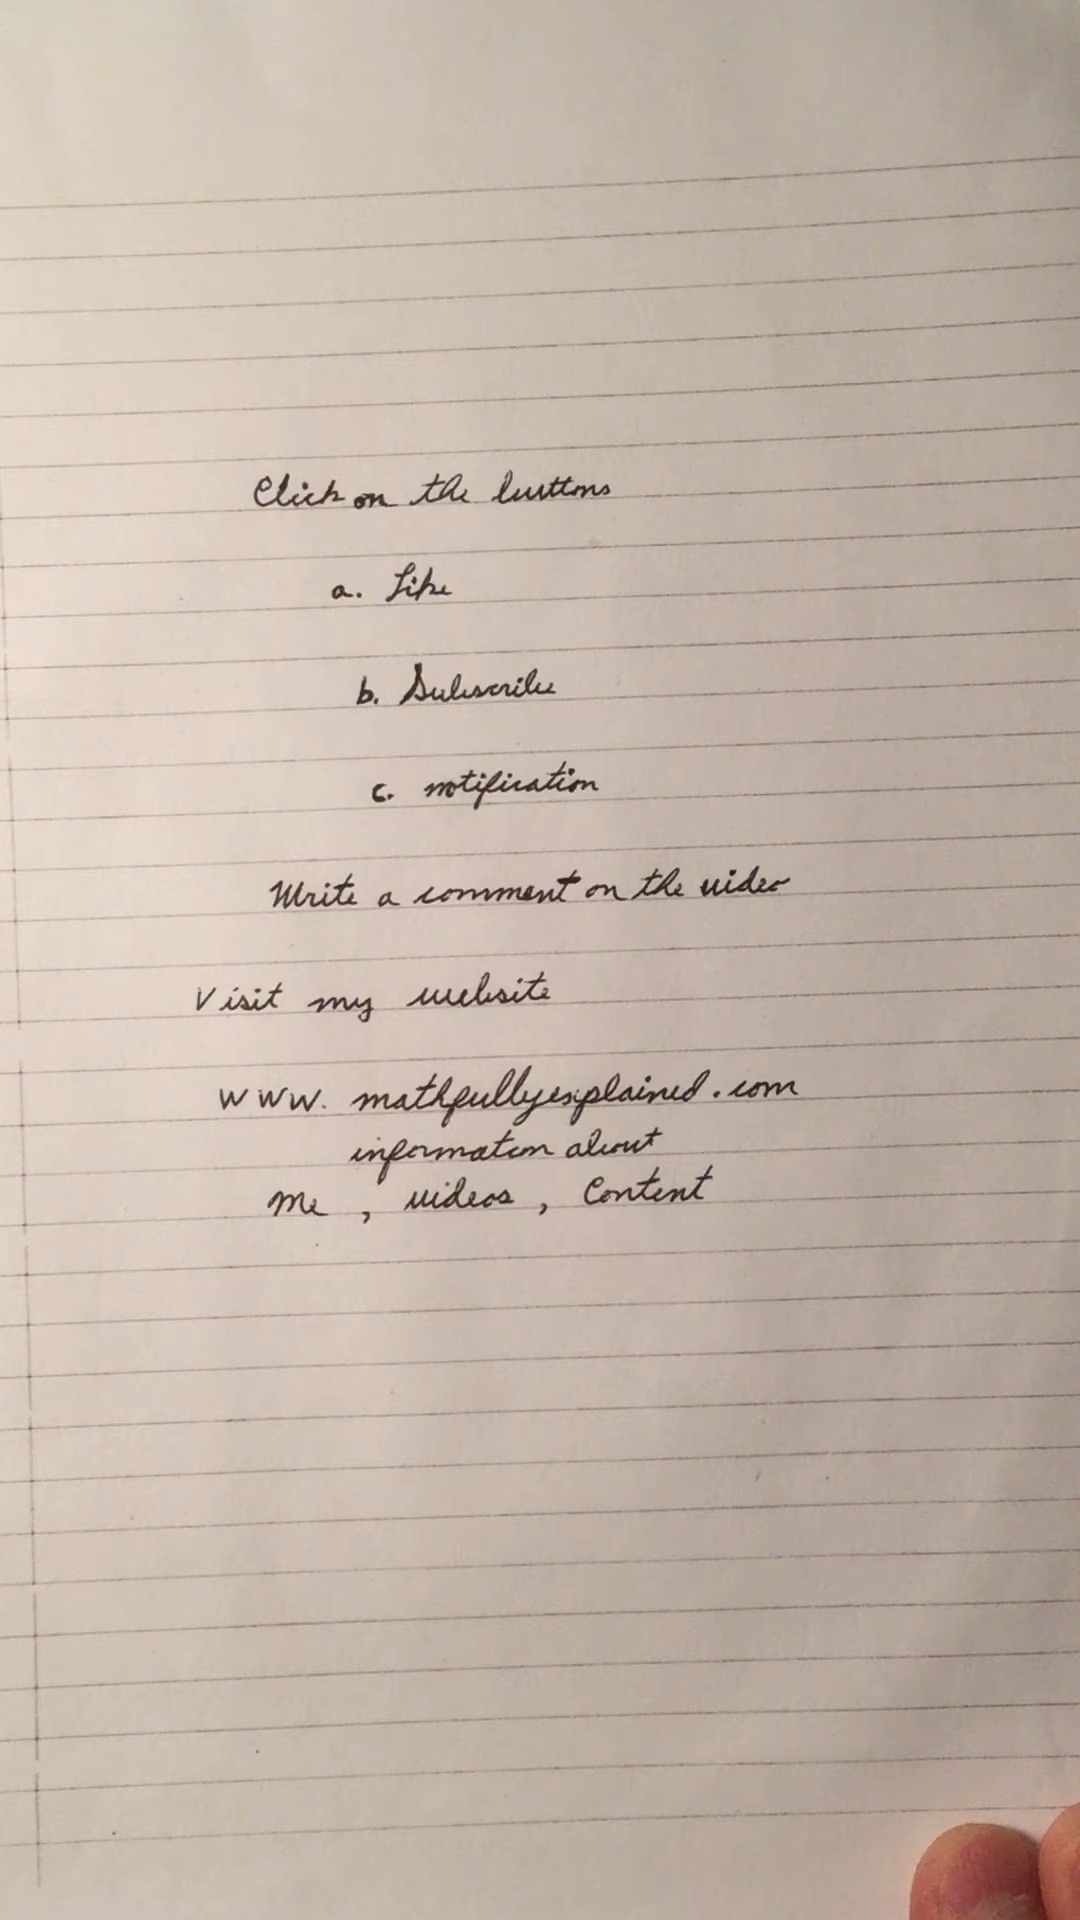 Click on the buttons
a. Like
b. Subscribe
c. notification
Write a comment on the video
Visit my website
www. mathfullyexplained.com
information about
Me , videos , Content